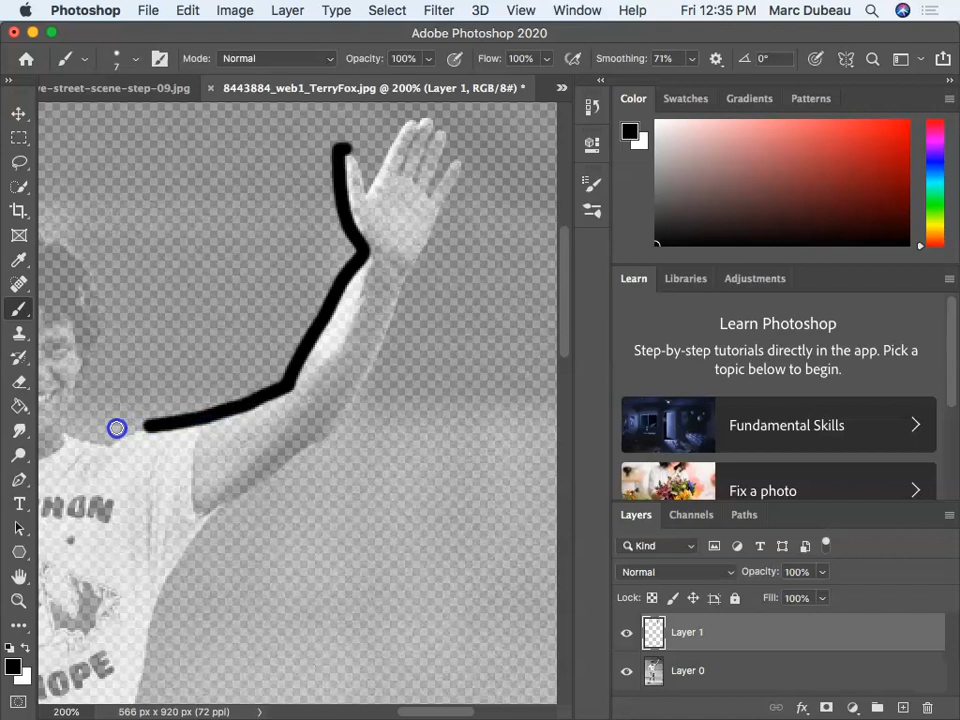 Photoshop File Edit Image Layer Type Select Filter 3D View Window Help Fri 12:35 PM Marc Dubeau
Adobe Photoshop 2020
7 Mode: Normal Opacity: 100% Flow: 100% Smoothing: 71% 0°
ve-street-scene-step-09.jpg × 8443884_web1_TerryFox.jpg @ 200% (Layer 1, RGB/8#) *
Color Swatches Gradients Patterns
Learn Libraries Adjustments
Learn Photoshop
Step-by-step tutorials directly in the app. Pick a
topic below to begin.
Fundamental Skills
Fix a photo
HON
HOPE
Layers Channels Paths
Kind
Normal Opacity: 100%
Lock: Fill: 100%
Layer 1
Layer 0
200% 566 px x 920 px (72 ppi)